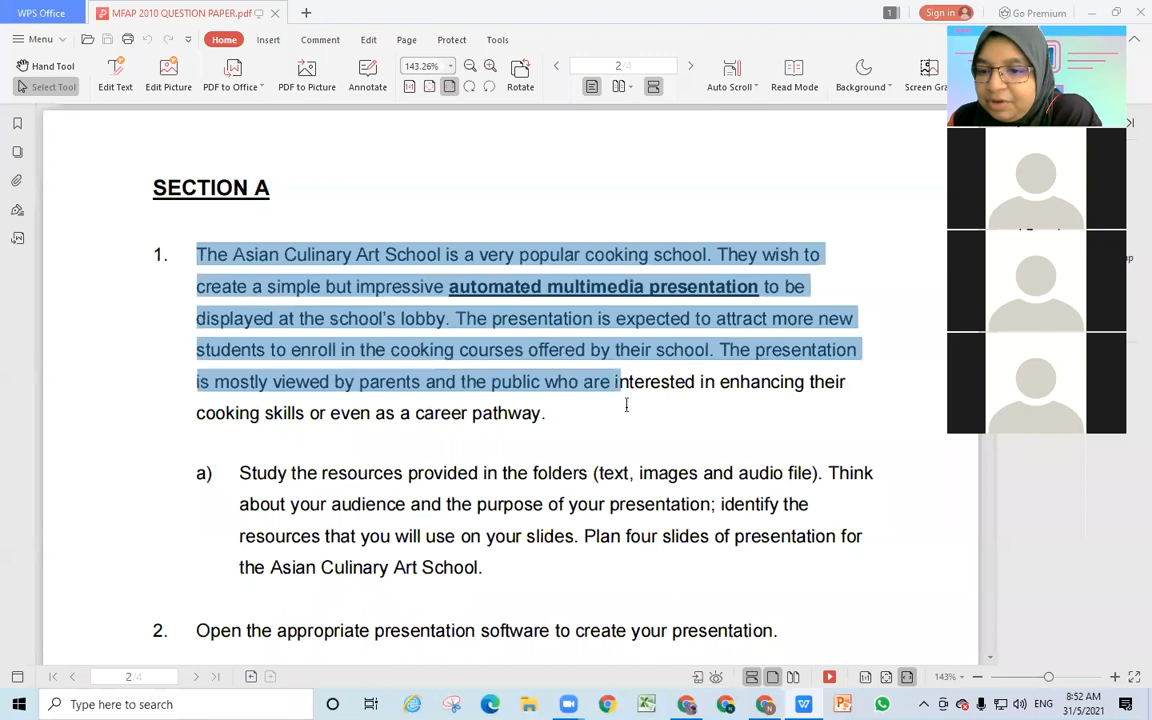 WPS Office
MFAP 2010 QUESTION PAPER.pdf
1
Sign in
Go Premium
Menu
Home
Insert
Comment
Edit
Page
Protect
Tools
Hand Tool
Select Tool
Edit Text
Edit Picture
PDF to Office
PDF to Picture
Annotate
143.26%
Rotate
2/4
Auto Scroll
Read Mode
Background
Screen Gra
SECTION A
1. The Asian Culinary Art School is a very popular cooking school. They wish to
create a simple but impressive automated multimedia presentation to be
displayed at the school's lobby. The presentation is expected to attract more new
students to enroll in the cooking courses offered by their school. The presentation
is mostly viewed by parents and the public who are interested in enhancing their
cooking skills or even as a career pathway.
a) Study the resources provided in the folders (text, images and audio file). Think
about your audience and the purpose of your presentation; identify the
resources that you will use on your slides. Plan four slides of presentation for
the Asian Culinary Art School.
2. Open the appropriate presentation software to create your presentation.
2/4
143%
Type here to search
ENG
8:52 AM
31/5/2021